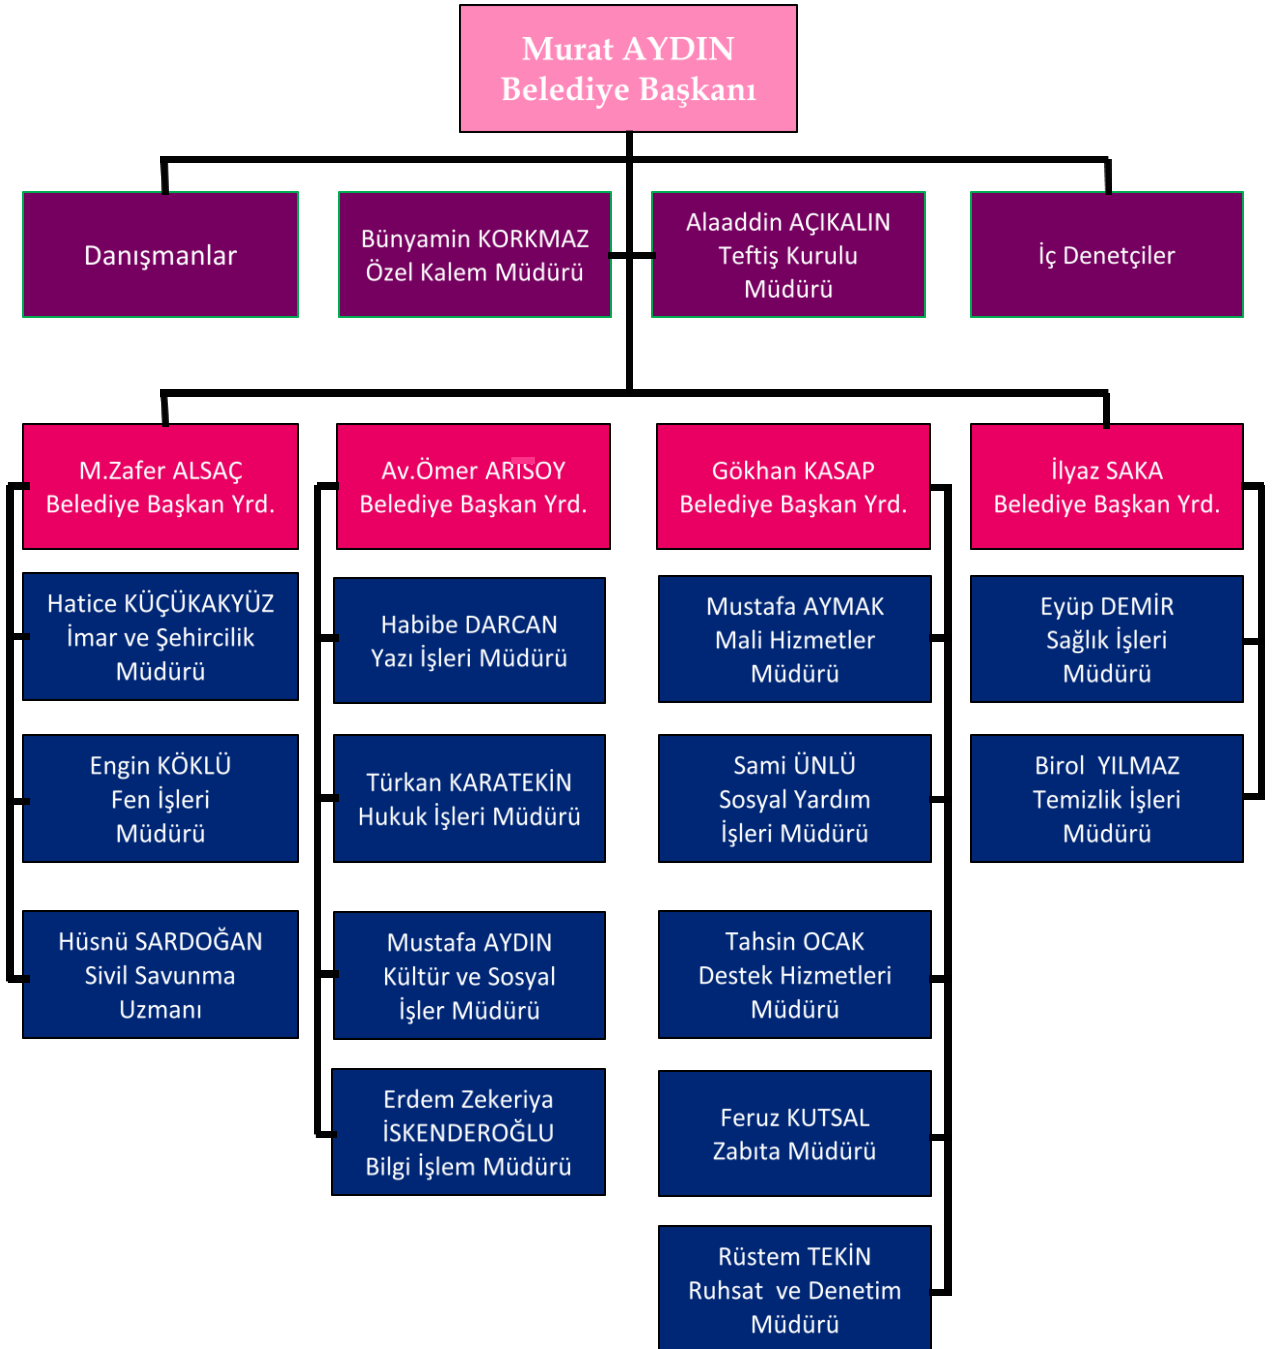 Murat AYDIN
Belediye Başkanı
Danışmanlar
Bünyamin KORKMAZ
Özel Kalem Müdürü
Alaaddin AÇIKALIN
Teftiş Kurulu
Müdürü
İç Denetçiler
M.Zafer ALSAÇ
Belediye Başkan Yrd.
Av.Ömer ARISOY
Belediye Başkan Yrd.
Gökhan KASAP
Belediye Başkan Yrd.
İlyaz SAKA
Belediye Başkan Yrd.
Hatice KÜÇÜKAKYÜZ
İmar ve Şehircilik
Müdürü
Habibe DARCAN
Yazı İşleri Müdürü
Mustafa AYMAK
Mali Hizmetler
Müdürü
Eyüp DEMİR
Sağlık İşleri
Müdürü
Engin KÖKLÜ
Fen İşleri
Müdürü
Türkan KARATEKİN
Hukuk İşleri Müdürü
Sami ÜNLÜ
Sosyal Yardım
İşleri Müdürü
Birol  YILMAZ
Temizlik İşleri
Müdürü
Hüsnü SARDOĞAN
Sivil Savunma
Uzmanı
Mustafa AYDIN
Kültür ve Sosyal
İşler Müdürü
Tahsin OCAK
Destek Hizmetleri
Müdürü
Erdem Zekeriya
İSKENDEROĞLU
Bilgi İşlem Müdürü
Feruz KUTSAL
Zabıta Müdürü
Rüstem TEKİN
Ruhsat  ve Denetim
Müdürü